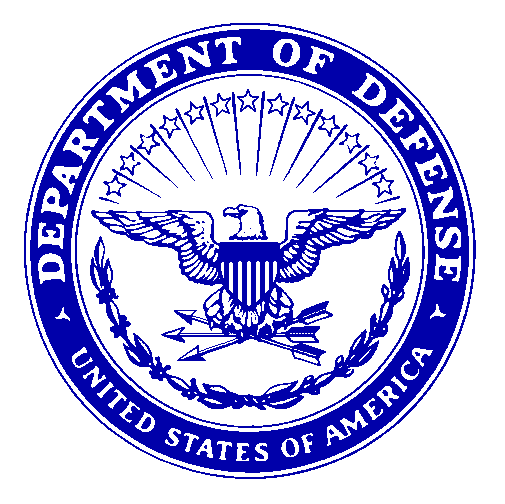 DEPARTMENT OF DEFENSE
UNITED STATES OF AMERICA